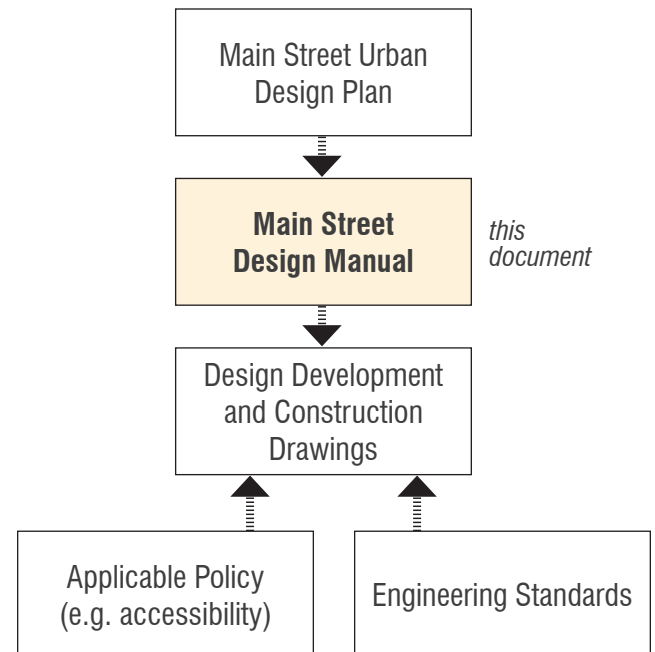 Main Street Urban
Design Plan
Main Street
Design Manual
this
document
Design Development
and Construction
Drawings
Applicable Policy
(e.g. accessibility)
Engineering Standards